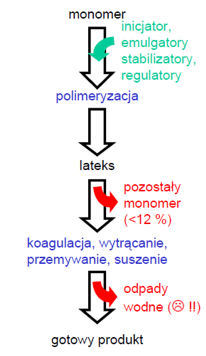 monomer
inicjator,
emulgatory
stabilizatory,
regulatory
polimeryzacja
lateks
pozostały
monomer
(<12 %)
koagulacja, wytrącanie,
przemywanie, suszenie
odpady
wodne (☹ !!)
gotowy produkt